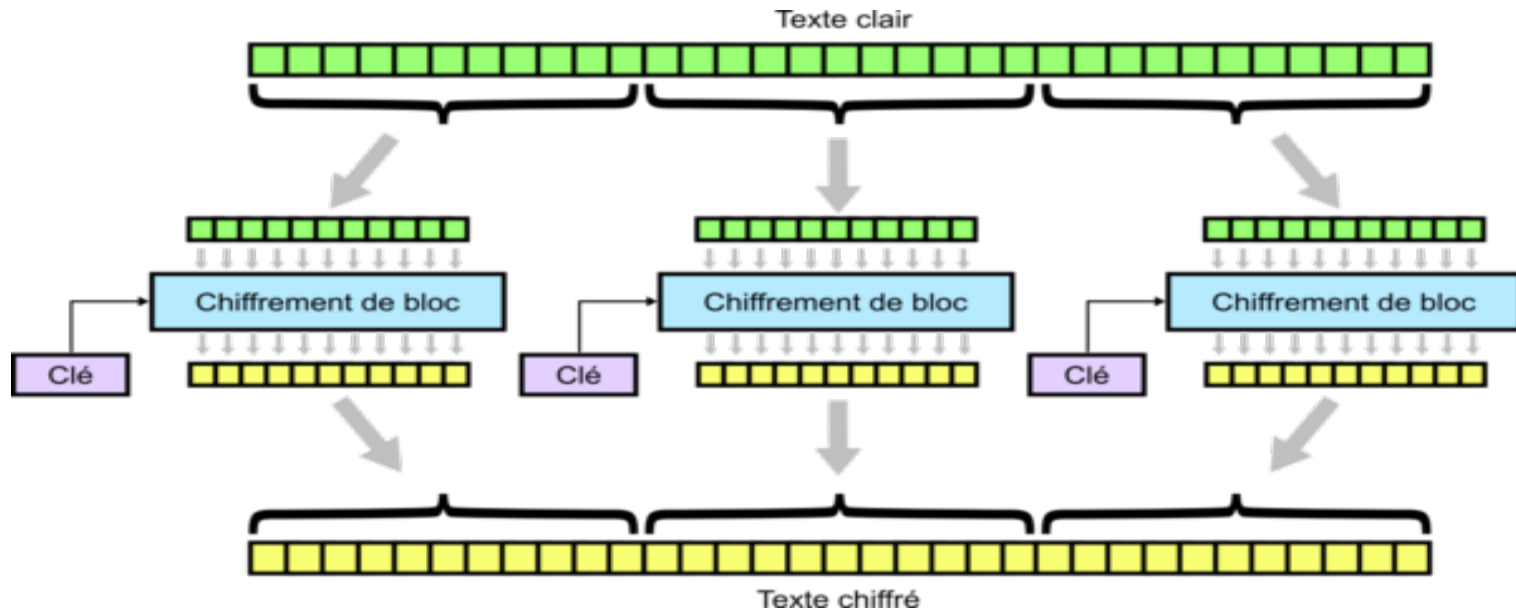 Texte clair
Chiffrement de bloc
Chiffrement de bloc
Chiffrement de bloc
Clé
Clé
Clé
Texte chiffré